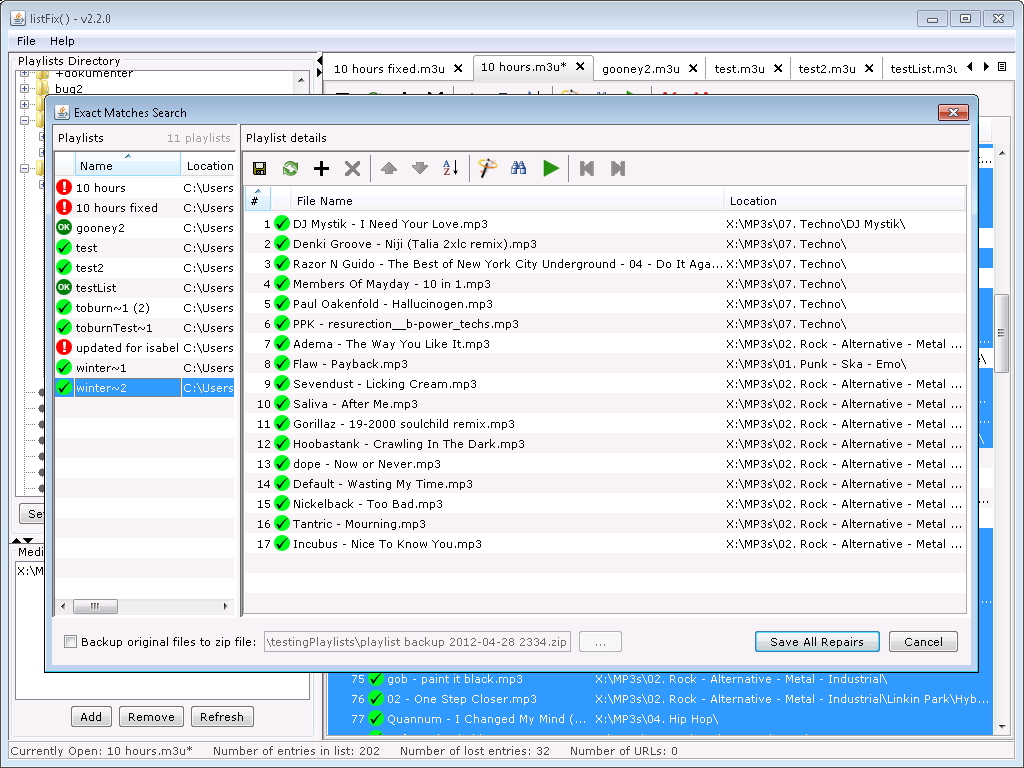 listFix() - v2.2.0
File Help
Playlists Directory
+dokumenter
bug2
10 hours fixed.m3u
10 hours.m3u*
gooney2.m3u
test.m3u
test2.m3u
testList.m3u
Exact Matches Search
Playlists 11 playlists
Name Location
10 hours C:\Users
10 hours fixed C:\Users
OK gooney2 C:\Users
test C:\Users
test2 C:\Users
OK testList C:\Users
toburn~1 (2) C:\Users
toburnTest~1 C:\Users
updated for isabel C:\Users
winter~1 C:\Users
winter~2 C:\Users
Playlist details
# File Name Location
1 DJ Mystik - I Need Your Love.mp3 X:\MP3s\07. Techno\DJ Mystik\
2 Denki Groove - Niji (Talia 2xlc remix).mp3 X:\MP3s\07. Techno\
3 Razor N Guido - The Best of New York City Underground - 04 - Do It Aga... X:\MP3s\07. Techno\
4 Members Of Mayday - 10 in 1.mp3 X:\MP3s\07. Techno\
5 Paul Oakenfold - Hallucinogen.mp3 X:\MP3s\07. Techno\
6 PPK - resurection__b-power_techs.mp3 X:\MP3s\07. Techno\
7 Adema - The Way You Like It.mp3 X:\MP3s\02. Rock - Alternative - Metal ...
8 Flaw - Payback.mp3 X:\MP3s\01. Punk - Ska - Emo\
9 Sevendust - Licking Cream.mp3 X:\MP3s\02. Rock - Alternative - Metal ...
10 Saliva - After Me.mp3 X:\MP3s\02. Rock - Alternative - Metal ...
11 Gorillaz - 19-2000 soulchild remix.mp3 X:\MP3s\02. Rock - Alternative - Metal ...
12 Hoobastank - Crawling In The Dark.mp3 X:\MP3s\02. Rock - Alternative - Metal ...
13 dope - Now or Never.mp3 X:\MP3s\02. Rock - Alternative - Metal ...
14 Default - Wasting My Time.mp3 X:\MP3s\02. Rock - Alternative - Metal ...
15 Nickelback - Too Bad.mp3 X:\MP3s\02. Rock - Alternative - Metal ...
16 Tantric - Mourning.mp3 X:\MP3s\02. Rock - Alternative - Metal ...
17 Incubus - Nice To Know You.mp3 X:\MP3s\02. Rock - Alternative - Metal ...
Backup original files to zip file: \testingPlaylists\playlist backup 2012-04-28 2334.zip ... Save All Repairs Cancel
Se
Medi
X:\M
75 gob - paint it black.mp3 X:\MP3s\02. Rock - Alternative - Metal - Industrial\
76 02 - One Step Closer.mp3 X:\MP3s\02. Rock - Alternative - Metal - Industrial\Linkin Park\Hyb...
77 Quannum - I Changed My Mind (... X:\MP3s\04. Hip Hop\
Add Remove Refresh
Currently Open: 10 hours.m3u* Number of entries in list: 202 Number of lost entries: 32 Number of URLs: 0